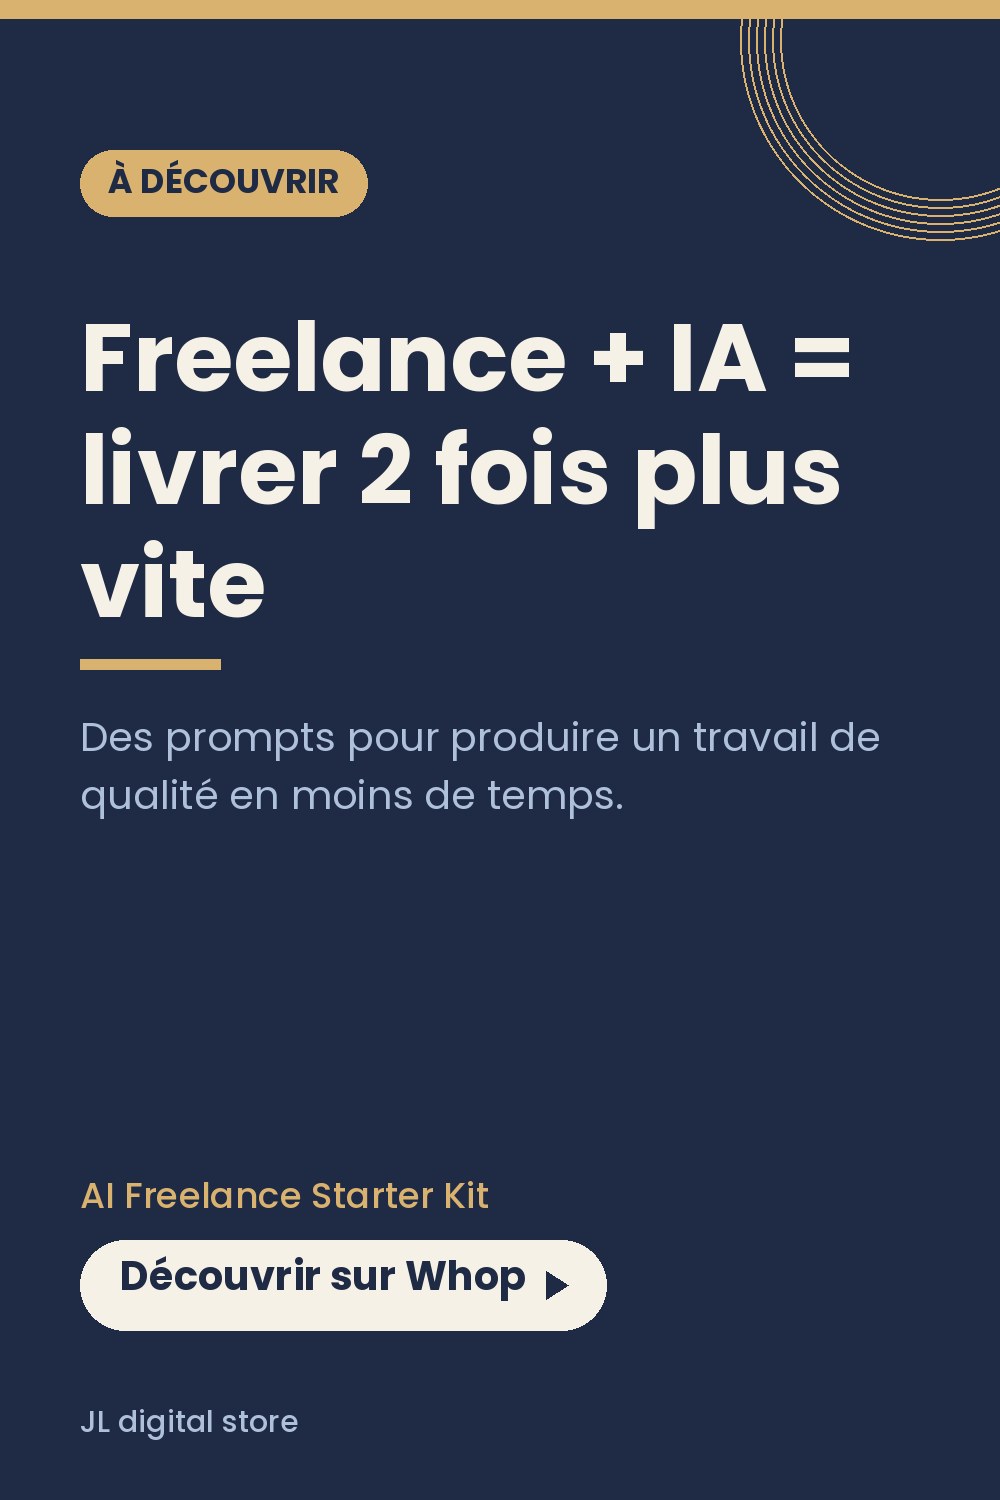 À DÉCOUVRIR
Freelance + IA =
livrer 2 fois plus
vite
Des prompts pour produire un travail de
qualité en moins de temps.
AI Freelance Starter Kit
Découvrir sur Whop
JL digital store